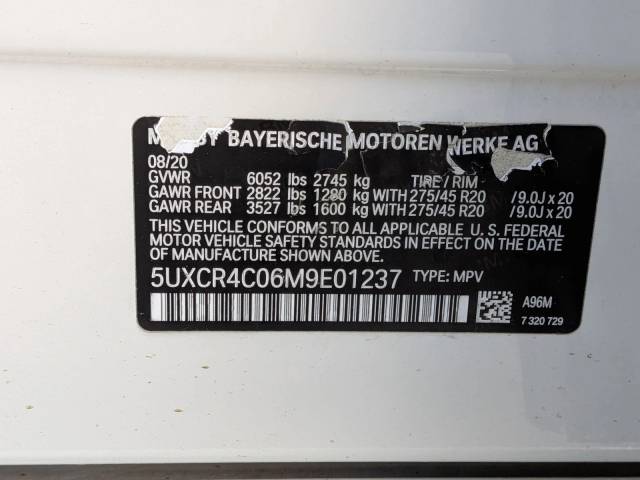 BAYERISCHE MOTOREN WERKE AG
08/20
GVWR 6052 lbs 2745 kg TIRE / RIM
GAWR FRONT 2822 lbs 1280 kg WITH 275/45 R20 /9.0J x 20
GAWR REAR 3527 lbs 1600 kg WITH 275/45 R20 /9.0J x 20
THIS VEHICLE CONFORMS TO ALL APPLICABLE U. S. FEDERAL
MOTOR VEHICLE SAFETY STANDARDS IN EFFECT ON THE DATE OF
MANUFACTURE SHOWN ABOVE.
5UXCR4C06M9E01237 TYPE: MPV
A96M
7 320 729